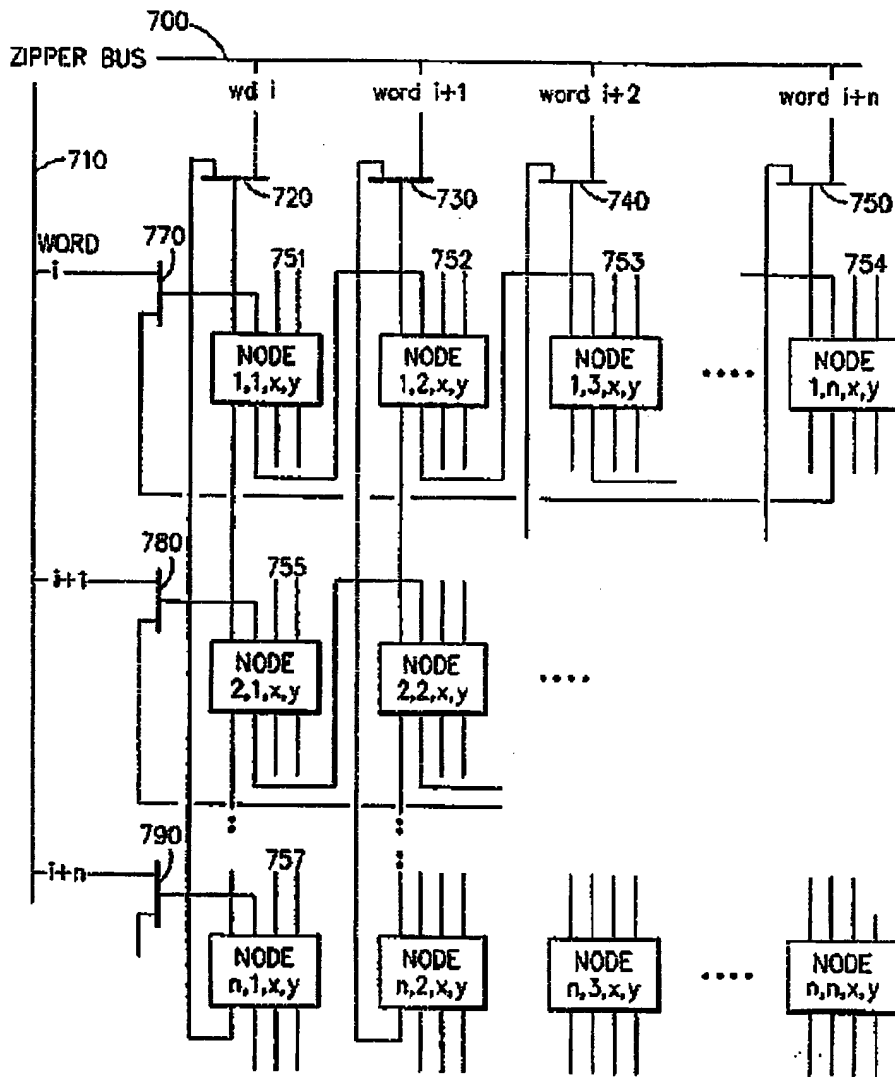 700
ZIPPER BUS
wd i word i+1 word i+2 word i+n
710
720 730 740 750
WORD 770
i 751 752 753 754
NODE NODE NODE NODE
1,1,x,y 1,2,x,y 1,3,x,y •••• 1,n,x,y
780
i+1 755
NODE NODE
2,1,x,y 2,2,x,y ••••
790
i+n 757
NODE NODE NODE NODE
n,1,x,y n,2,x,y n,3,x,y •••• n,n,x,y